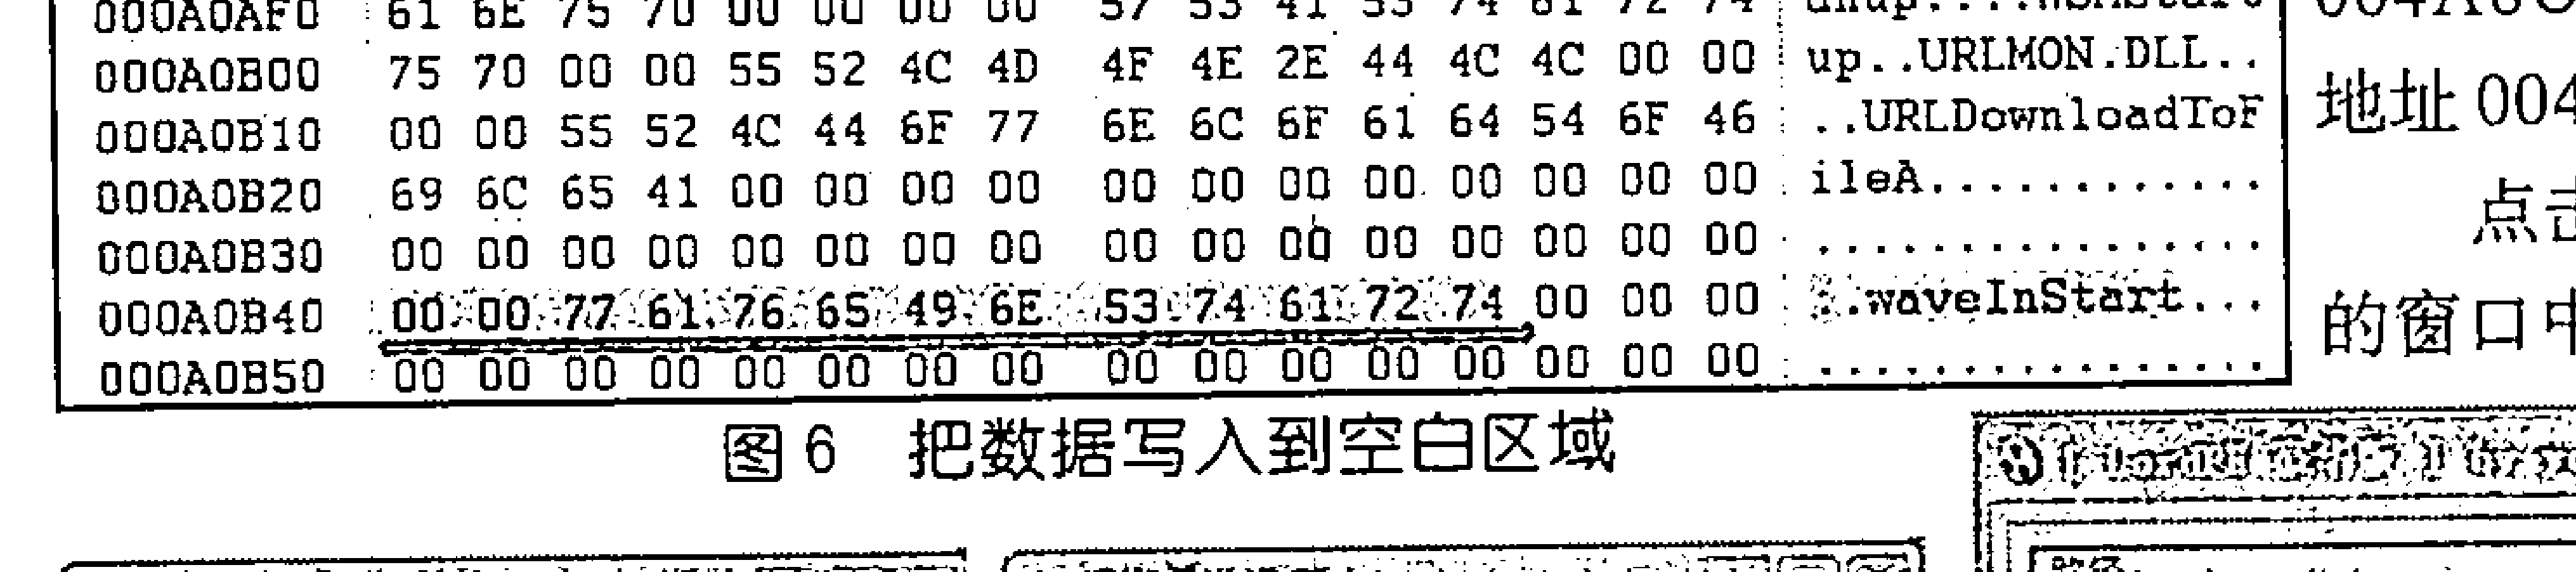 000A0AF0 61 6E 75 70 00 00 00 00 57 53 41 53 74 61 72 74 anup....WSAStart
000A0B00 75 70 00 00 55 52 4C 4D 4F 4E 2E 44 4C 4C 00 00 up..URLMON.DLL..
000A0B10 00 00 55 52 4C 44 6F 77 6E 6C 6F 61 64 54 6F 46 ..URLDownloadToF
000A0B20 69 6C 65 41 00 00 00 00 00 00 00 00 00 00 00 00 ileA............
000A0B30 00 00 00 00 00 00 00 00 00 00 00 00 00 00 00 00 ................
000A0B40 00 00 77 61 76 65 49 6E 53 74 61 72 74 00 00 00 ..waveInStart...
000A0B50 00 00 00 00 00 00 00 00 00 00 00 00 00 00 00 00 ................
图 6 把数据写入到空白区域
地址 004
点击
的窗口中